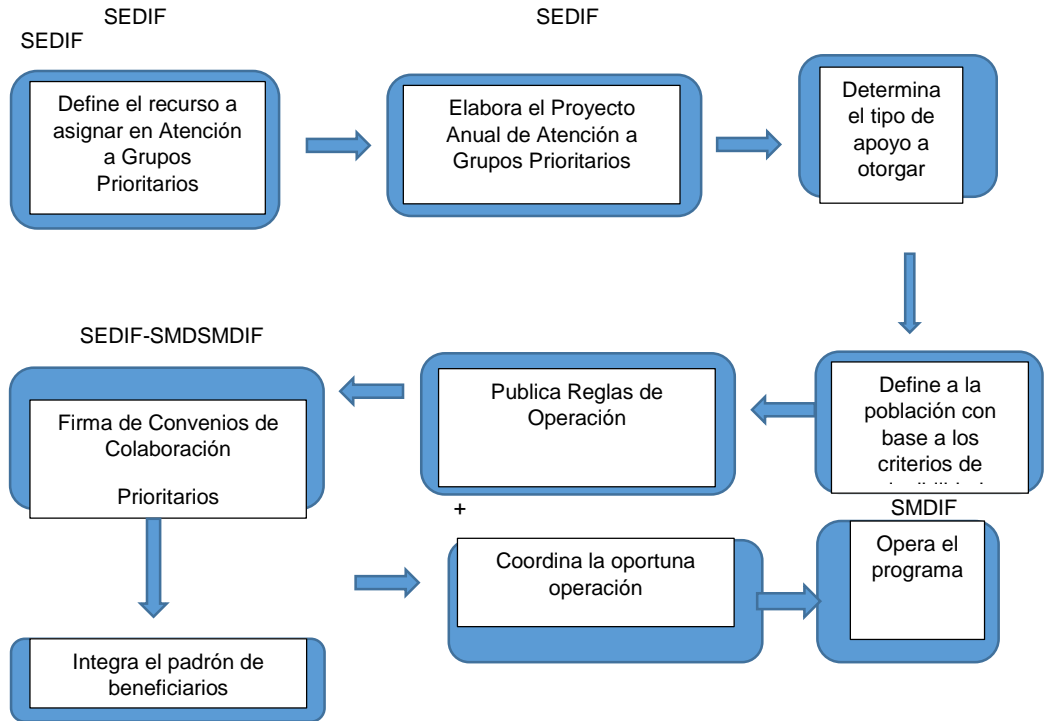 SEDIF
SEDIF
SEDIF
Define el recurso a
asignar en Atención
a Grupos
Prioritarios
Elabora el Proyecto
Anual de Atención a
Grupos Prioritarios
Determina
el tipo de
apoyo a
otorgar
SEDIF-SMDSMDIF
Firma de Convenios de
Colaboración
Prioritarios
Publica Reglas de
Operación
Define a la
población con
base a los
criterios de
+
SMDIF
Coordina la oportuna
operación
Opera el
programa
Integra el padrón de
beneficiarios